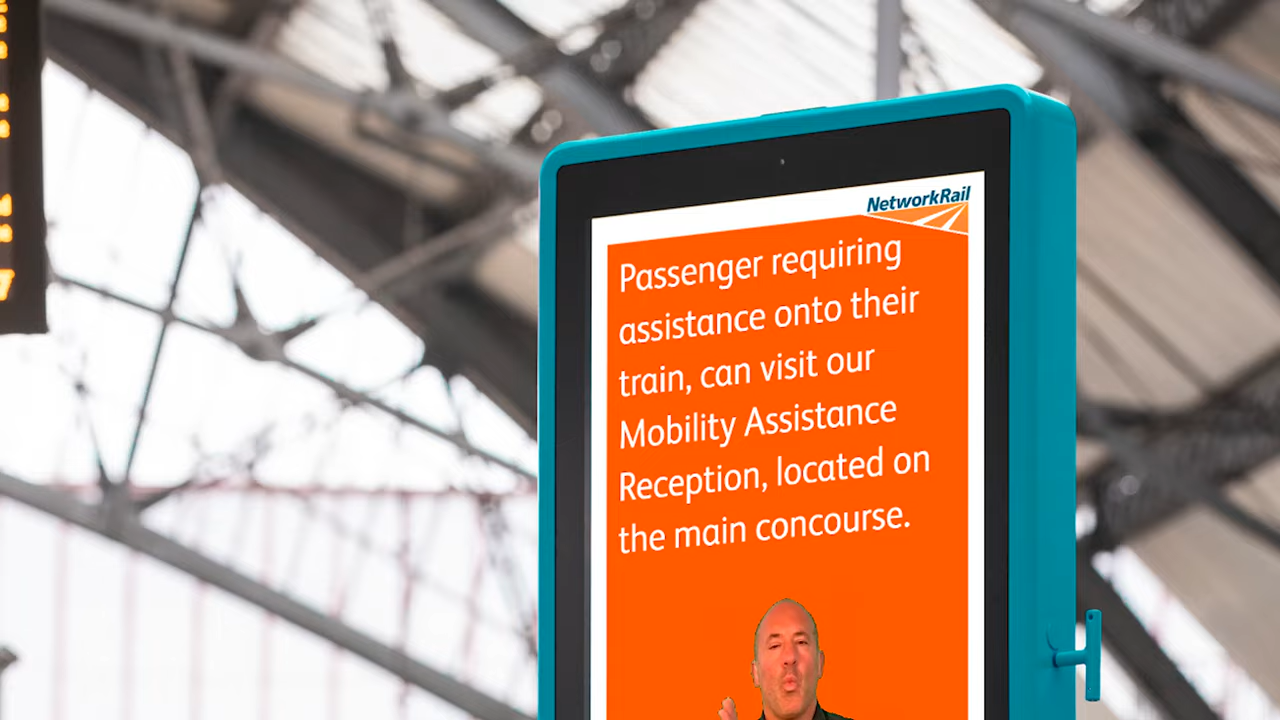 NetworkRail
Passenger requiring
assistance onto their
train, can visit our
Mobility Assistance
Reception, located on
the main concourse.